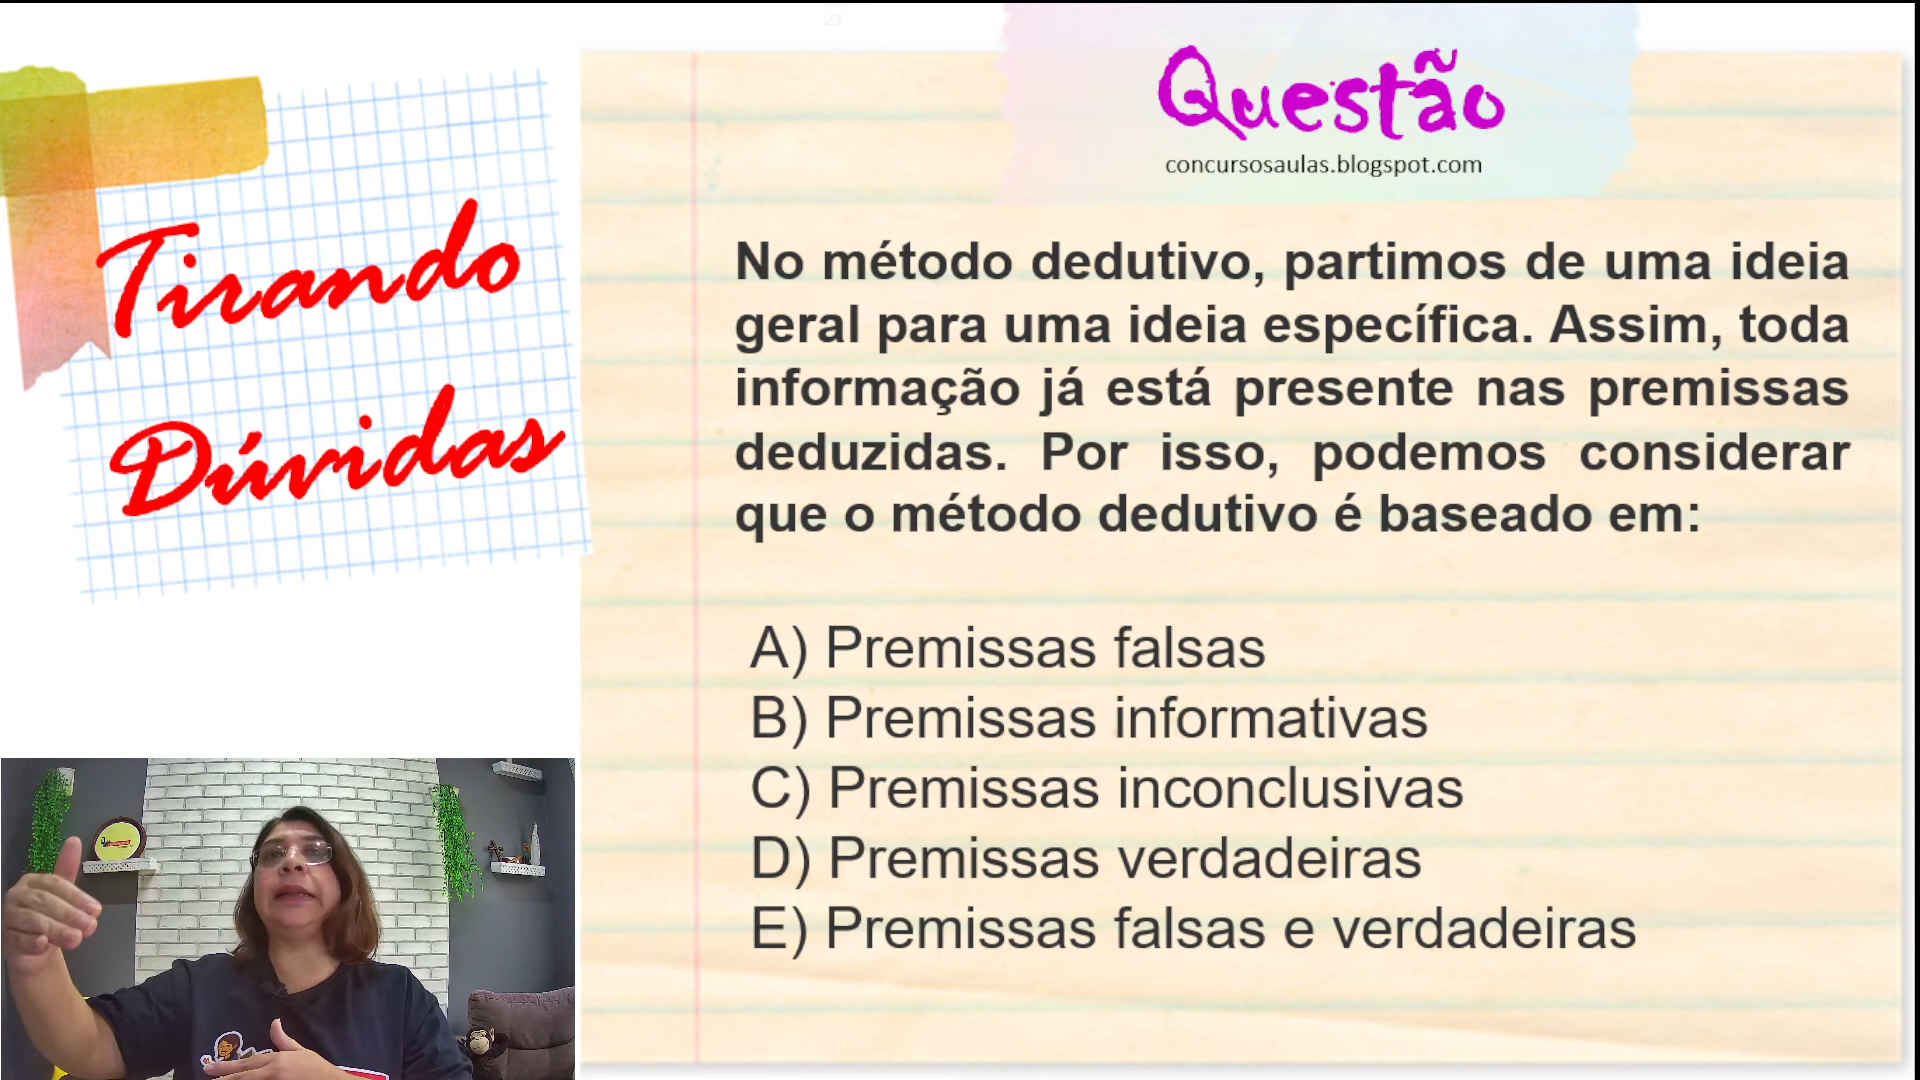 Tirando
Dúvidas
Questão
concursosaulas.blogspot.com
No método dedutivo, partimos de uma ideia
geral para uma ideia específica. Assim, toda
informação já está presente nas premissas
deduzidas. Por isso, podemos considerar
que o método dedutivo é baseado em:
A) Premissas falsas
B) Premissas informativas
C) Premissas inconclusivas
D) Premissas verdadeiras
E) Premissas falsas e verdadeiras